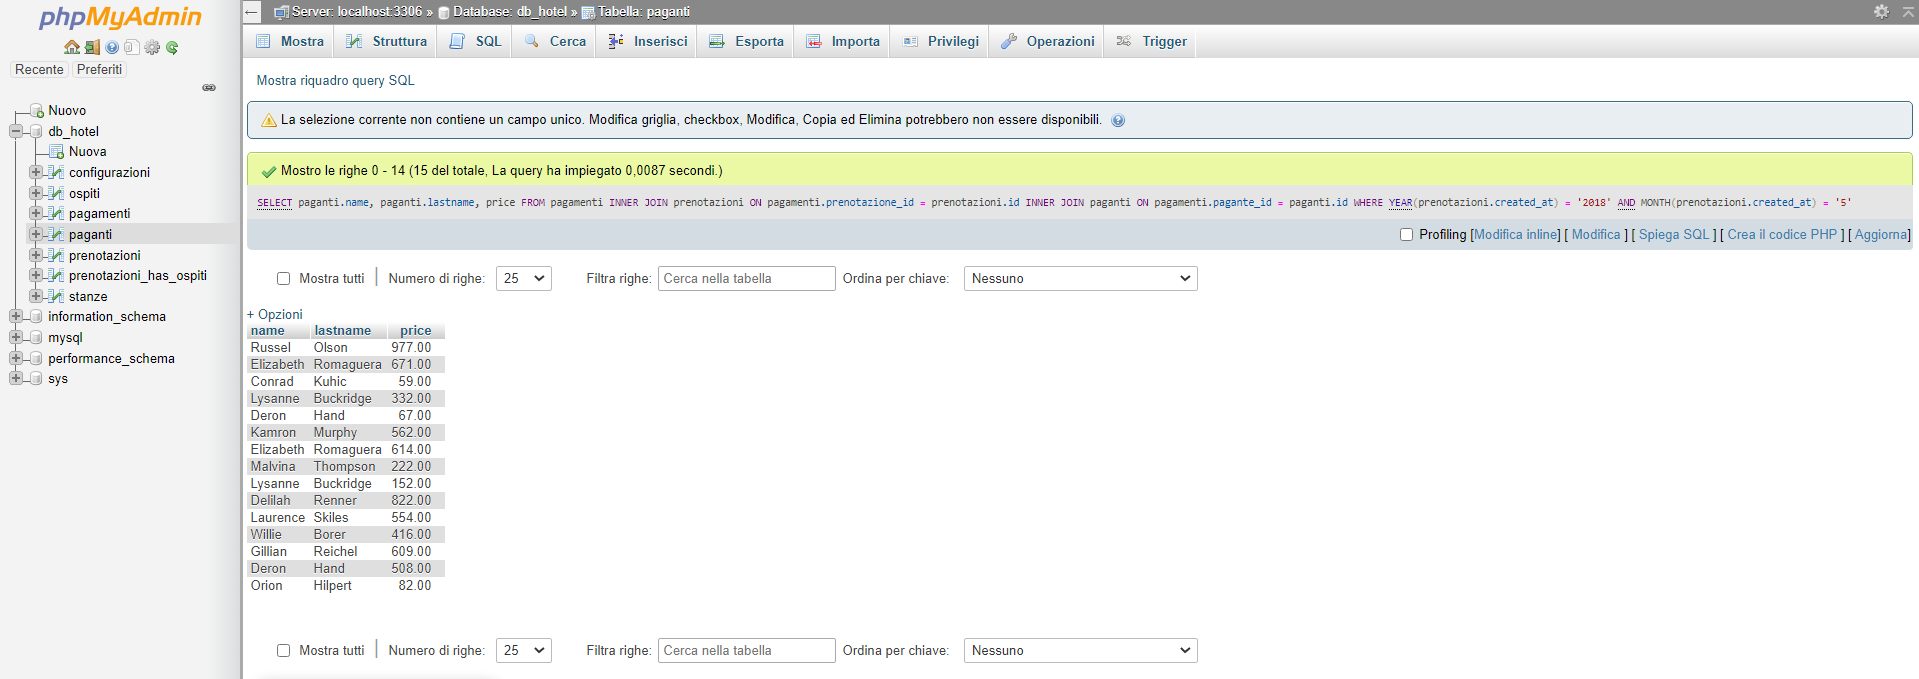 phpMyAdmin
Recente Preferiti
Nuovo
db_hotel
Nuova
configurazioni
ospiti
pagamenti
paganti
prenotazioni
prenotazioni_has_ospiti
stanze
information_schema
mysql
performance_schema
sys
Server: localhost:3306 » Database: db_hotel » Tabella: paganti
Mostra Struttura SQL Cerca Inserisci Esporta Importa Privilegi Operazioni Trigger
Mostra riquadro query SQL
La selezione corrente non contiene un campo unico. Modifica griglia, checkbox, Modifica, Copia ed Elimina potrebbero non essere disponibili.
Mostro le righe 0 - 14 (15 del totale, La query ha impiegato 0,0087 secondi.)
SELECT paganti.name, paganti.lastname, price FROM pagamenti INNER JOIN prenotazioni ON pagamenti.prenotazione_id = prenotazioni.id INNER JOIN paganti ON pagamenti.pagante_id = paganti.id WHERE YEAR(prenotazioni.created_at) = '2018' AND MONTH(prenotazioni.created_at) = '5'
Profiling [Modifica inline] [ Modifica ] [ Spiega SQL ] [ Crea il codice PHP ] [ Aggiorna]
Mostra tutti | Numero di righe: 25 Filtra righe: Cerca nella tabella Ordina per chiave: Nessuno
+ Opzioni
name lastname price
Russel Olson 977.00
Elizabeth Romaguera 671.00
Conrad Kuhic 59.00
Lysanne Buckridge 332.00
Deron Hand 67.00
Kamron Murphy 562.00
Elizabeth Romaguera 614.00
Malvina Thompson 222.00
Lysanne Buckridge 152.00
Delilah Renner 822.00
Laurence Skiles 554.00
Willie Borer 416.00
Gillian Reichel 609.00
Deron Hand 508.00
Orion Hilpert 82.00
Mostra tutti | Numero di righe: 25 Filtra righe: Cerca nella tabella Ordina per chiave: Nessuno